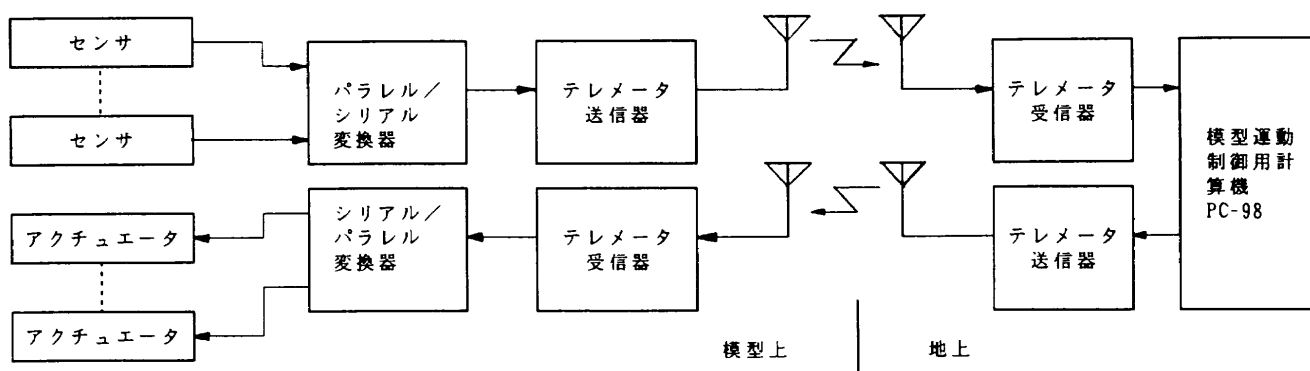 センサ
センサ
パラレル/
シリアル
変換器
テレメータ
送信器
テレメータ
受信器
模型運動
制御用計
算機
PC-98
アクチュエータ
アクチュエータ
シリアル/
パラレル
変換器
テレメータ
受信器
テレメータ
送信器
模型上
地上